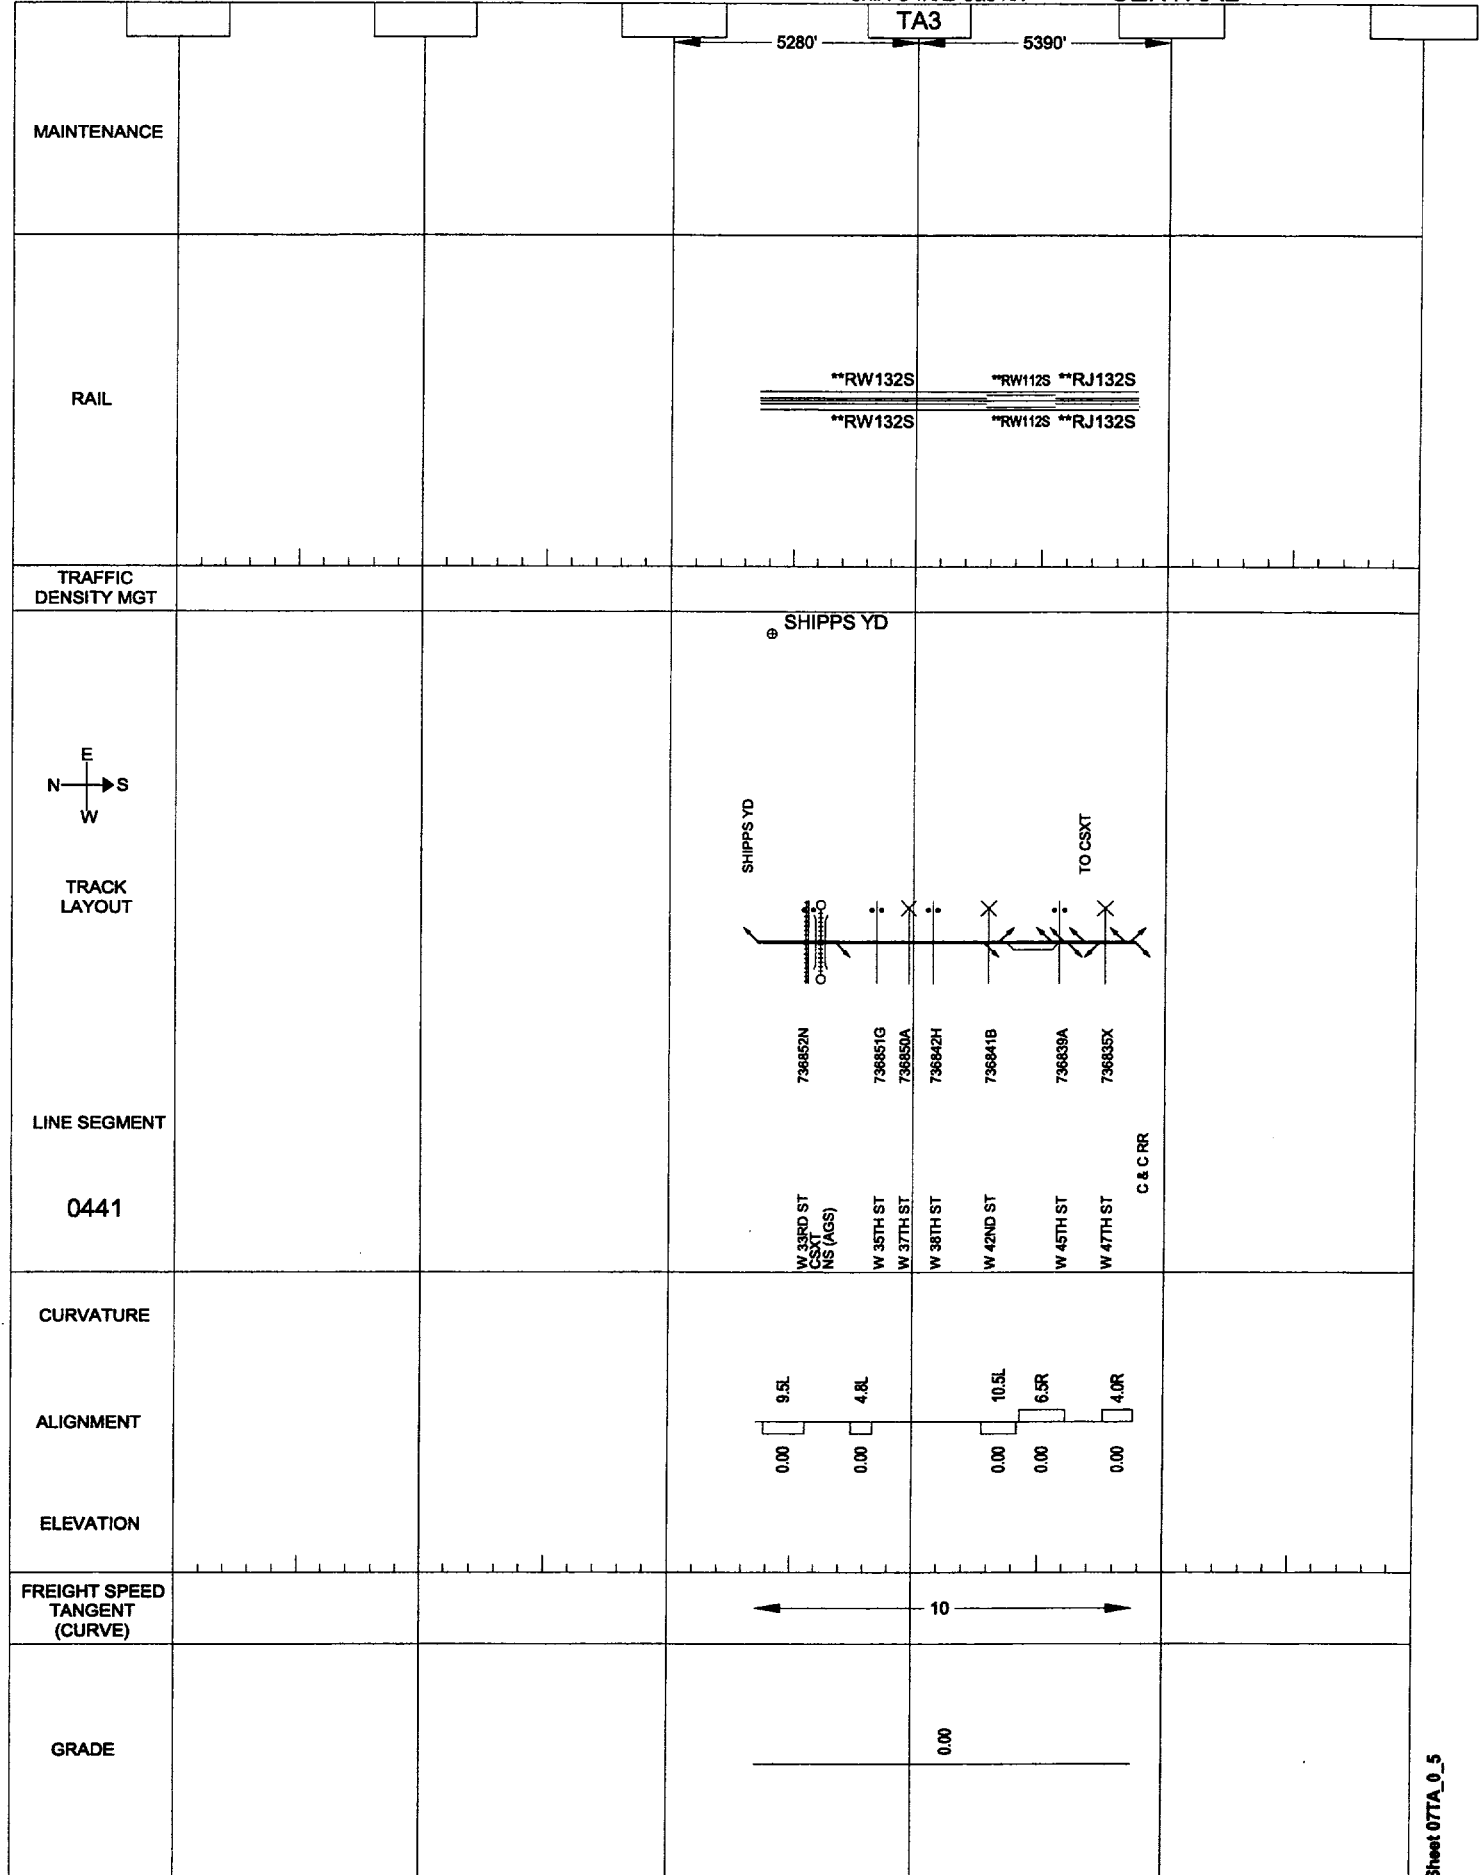 TA3
5280'
5390'
MAINTENANCE
RAIL
**RW132S
**RW112S
**RJ132S
**RW132S
**RW112S
**RJ132S
TRAFFIC
DENSITY MGT
SHIPPS YD
E
N S
W
TRACK
LAYOUT
SHIPPS YD
TO CSXT
736852N
736851G
736850A
736842H
736841B
736839A
736835X
LINE SEGMENT
0441
W 33RD ST
CSXT
NS (AGS)
W 35TH ST
W 37TH ST
W 38TH ST
W 42ND ST
W 45TH ST
W 47TH ST
C & C RR
CURVATURE
9.5L
4.8L
10.5L
6.5R
4.0R
ALIGNMENT
0.00
0.00
0.00
0.00
0.00
ELEVATION
FREIGHT SPEED
TANGENT
(CURVE)
10
GRADE
0.00
Sheet 07TA_0_5